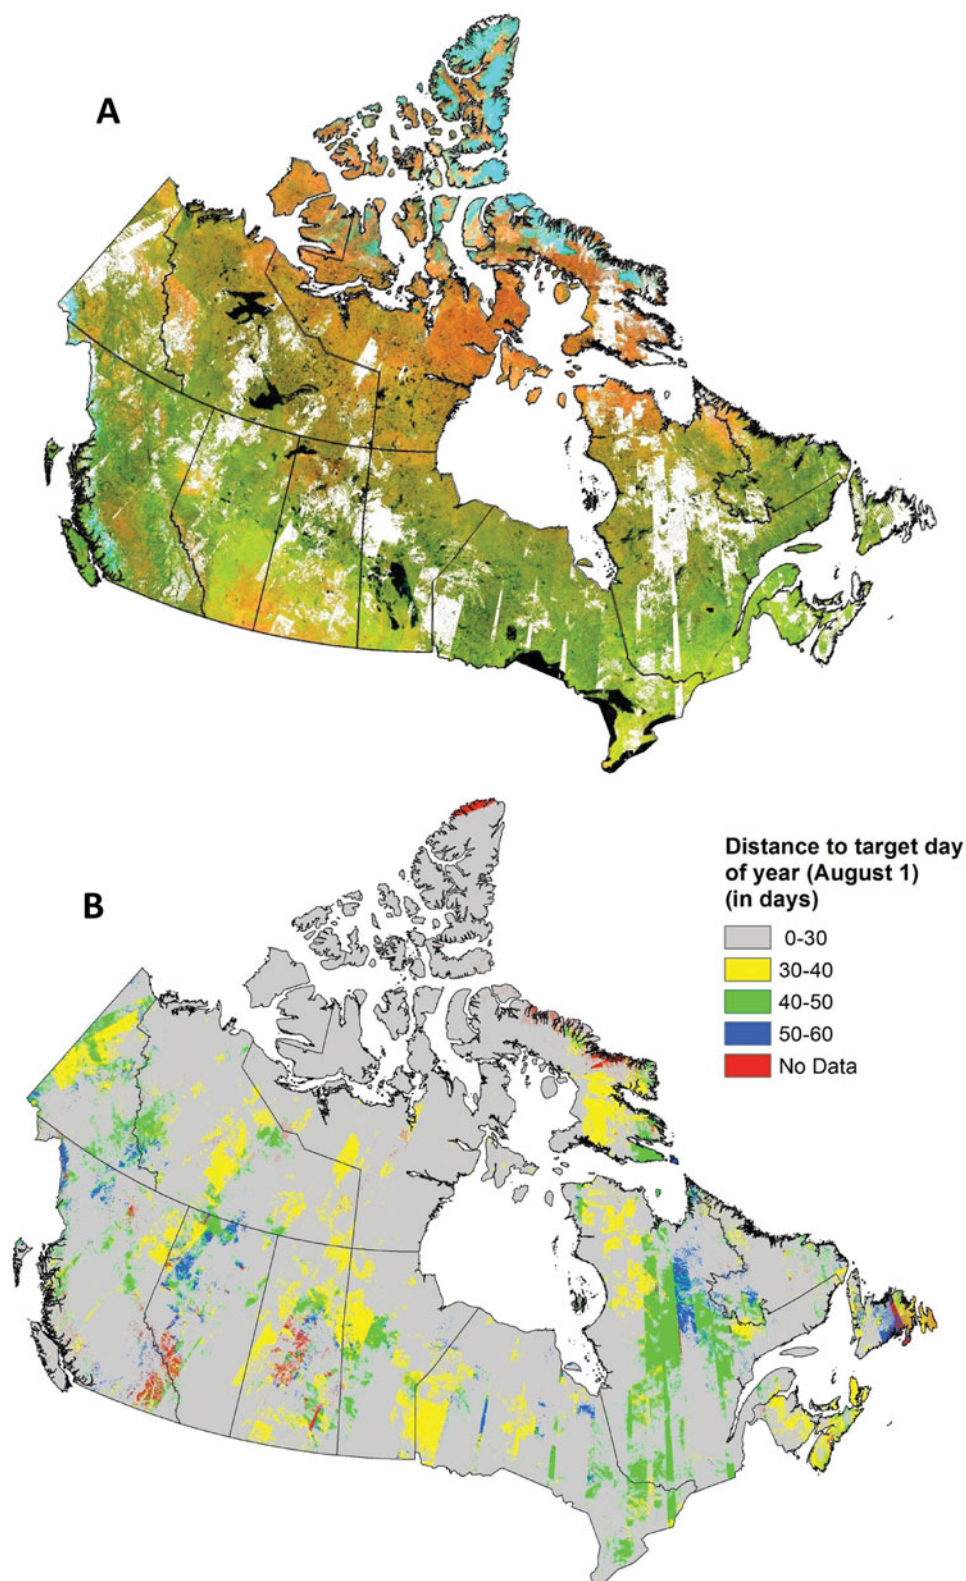 A
B
Distance to target day
of year (August 1)
(in days)
0-30
30-40
40-50
50-60
No Data